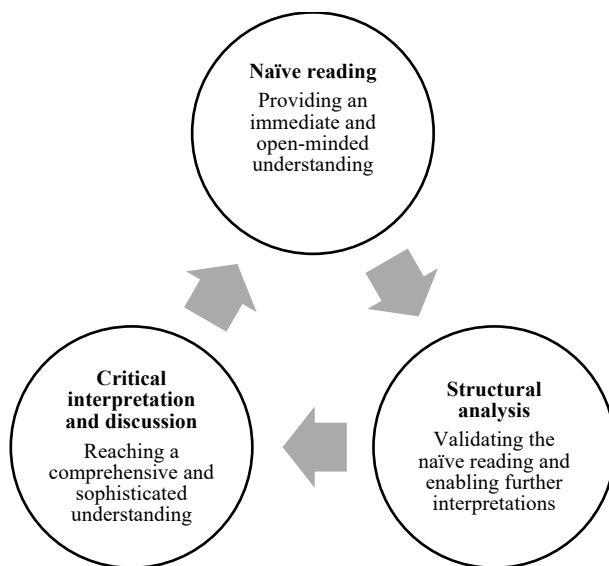 Naïve reading
Providing an
immediate and
open-minded
understanding
Critical
interpretation
and discussion
Reaching a
comprehensive and
sophisticated
understanding
Structural
analysis
Validating the
naïve reading and
enabling further
interpretations